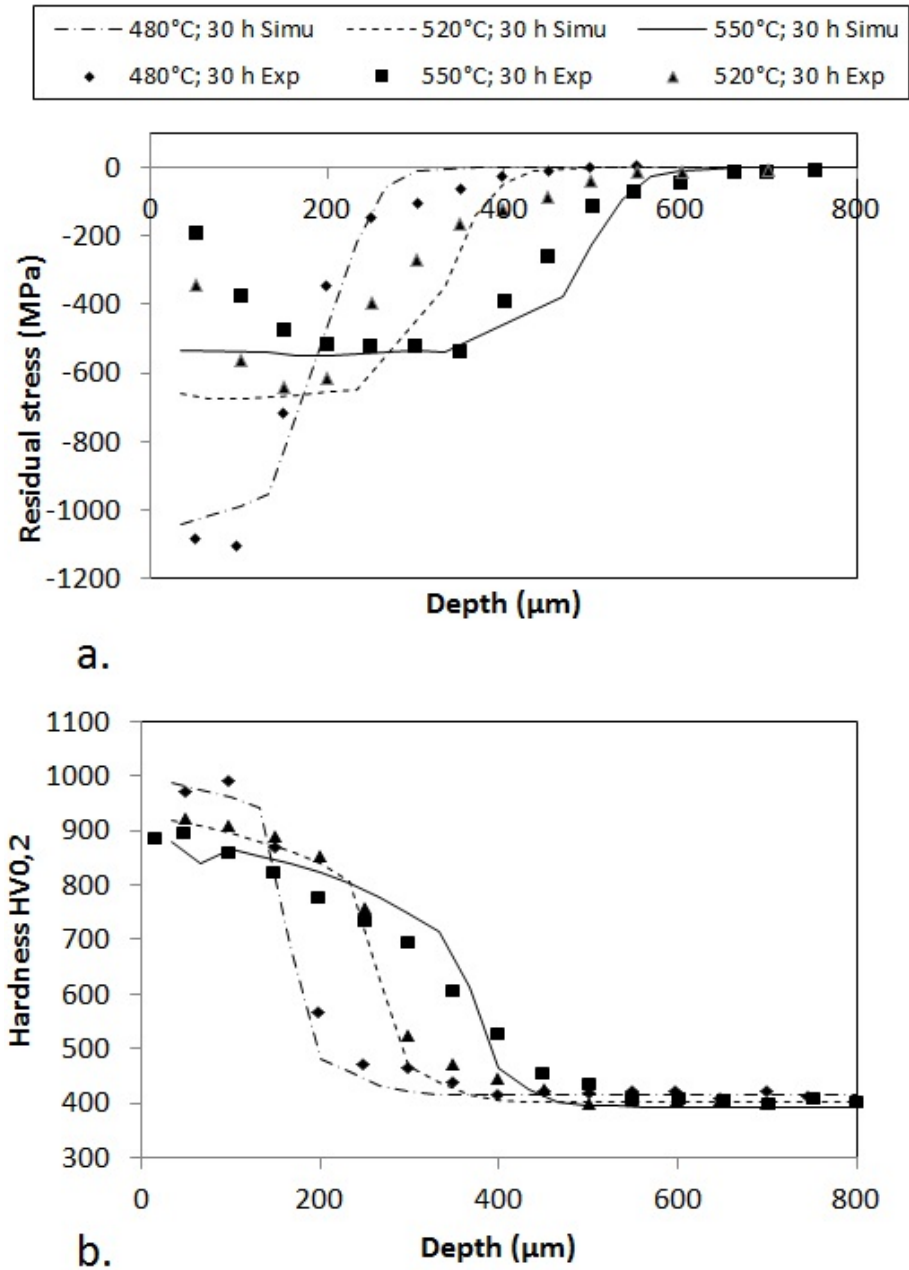 480°C; 30 h Simu 520°C; 30 h Simu 550°C; 30 h Simu
480°C; 30 h Exp 550°C; 30 h Exp 520°C; 30 h Exp
0
-200
-400
-600
-800
-1000
-1200
0 200 400 600 800
Residual stress (MPa)
Depth (µm)
a.
1100
1000
900
800
700
600
500
400
300
0 200 400 600 800
Hardness HV0,2
Depth (µm)
b.